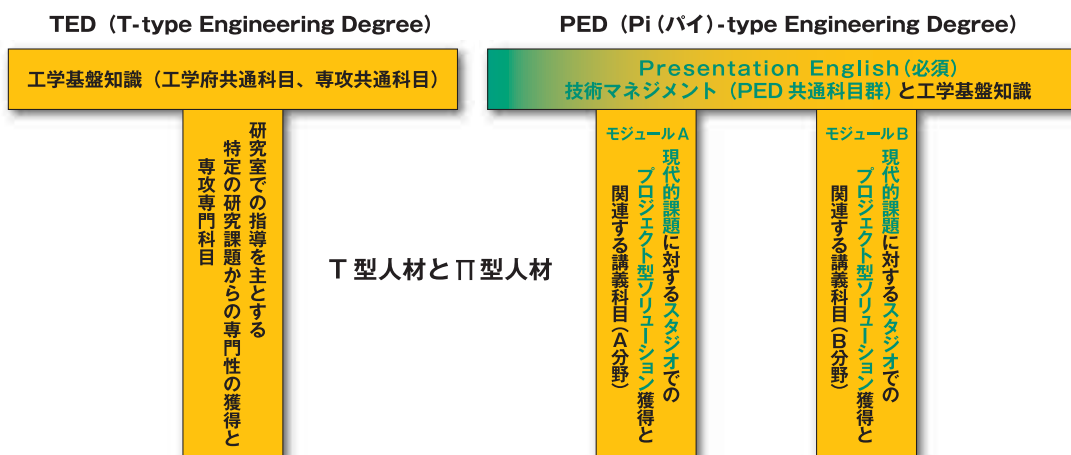 TED（T-type Engineering Degree）
工学基盤知識（工学府共通科目、専攻共通科目）
研究室での指導を主とする
特定の研究課題からの専門性の獲得と
専攻専門科目
T 型人材と∏型人材
PED（Pi（パイ）-type Engineering Degree）
Presentation English（必須）
技術マネジメント（PED 共通科目群）と工学基盤知識
モジュール A
現代的課題に対するスタジオでの
プロジェクト型ソリューション獲得と
関連する講義科目（A分野）
モジュール B
現代的課題に対するスタジオでの
プロジェクト型ソリューション獲得と
関連する講義科目（B分野）